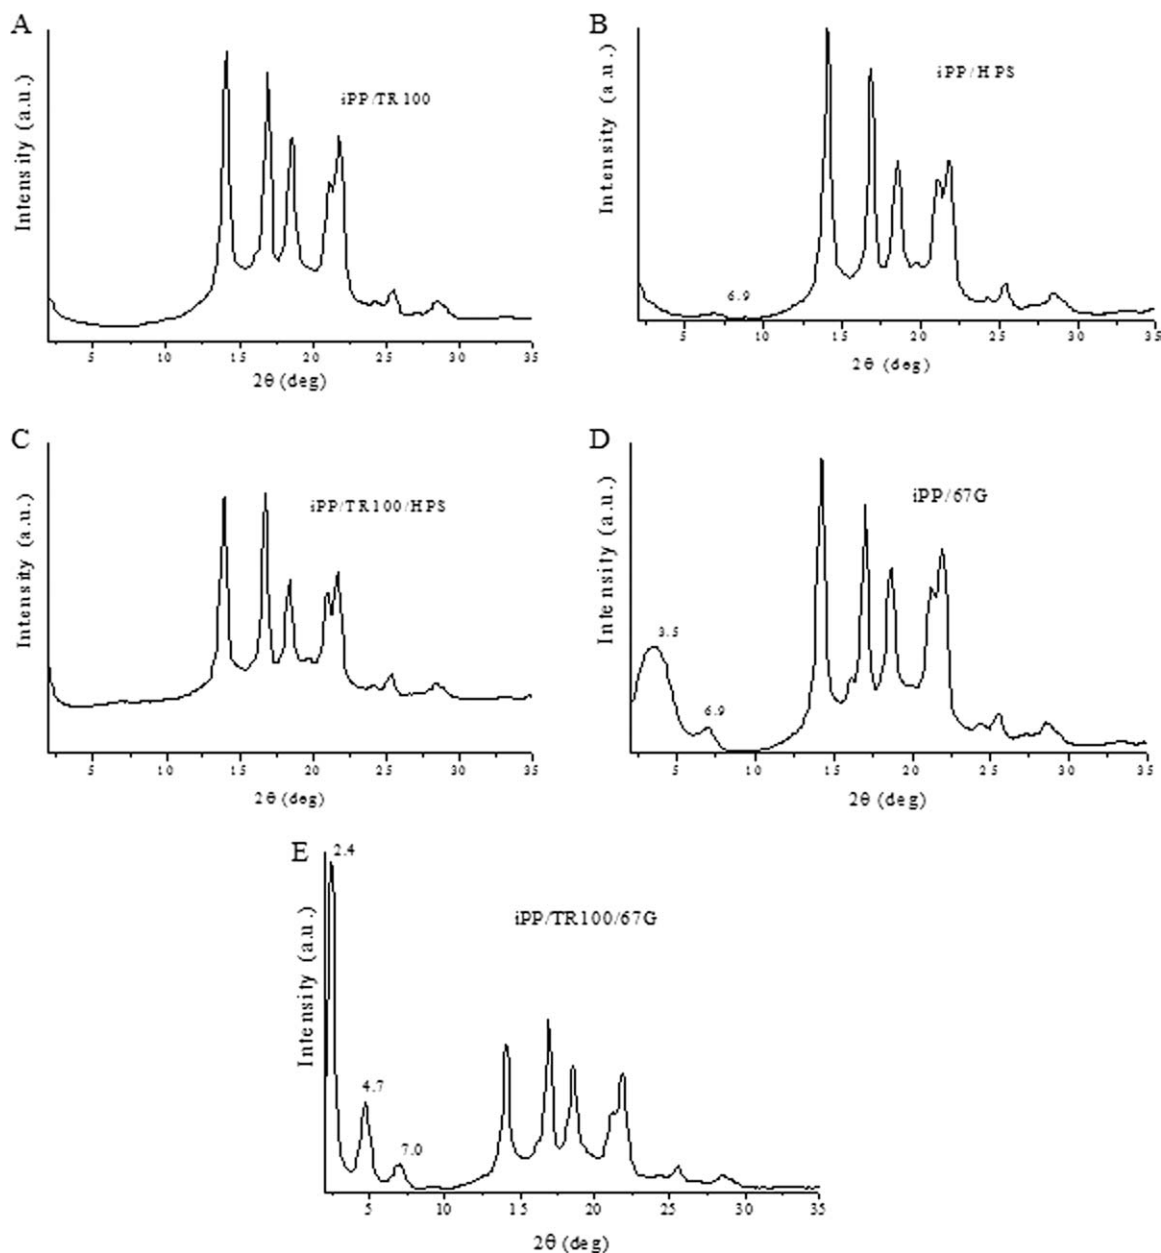 A
Intensity (a.u.)
iPP/TR100
5 10 15 20 25 30 35
2θ (deg)
B
Intensity (a.u.)
iPP/HPS
6.9
5 10 15 20 25 30 35
2θ (deg)
C
Intensity (a.u.)
iPP/TR100/HPS
5 10 15 20 25 30 35
2θ (deg)
D
Intensity (a.u.)
iPP/67G
3.5
6.9
5 10 15 20 25 30 35
2θ (deg)
E
Intensity (a.u.)
2.4
iPP/TR100/67G
4.7
7.0
5 10 15 20 25 30 35
2θ (deg)